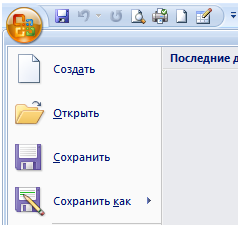 Последние д
Создать
Открыть
Сохранить
Сохранить как